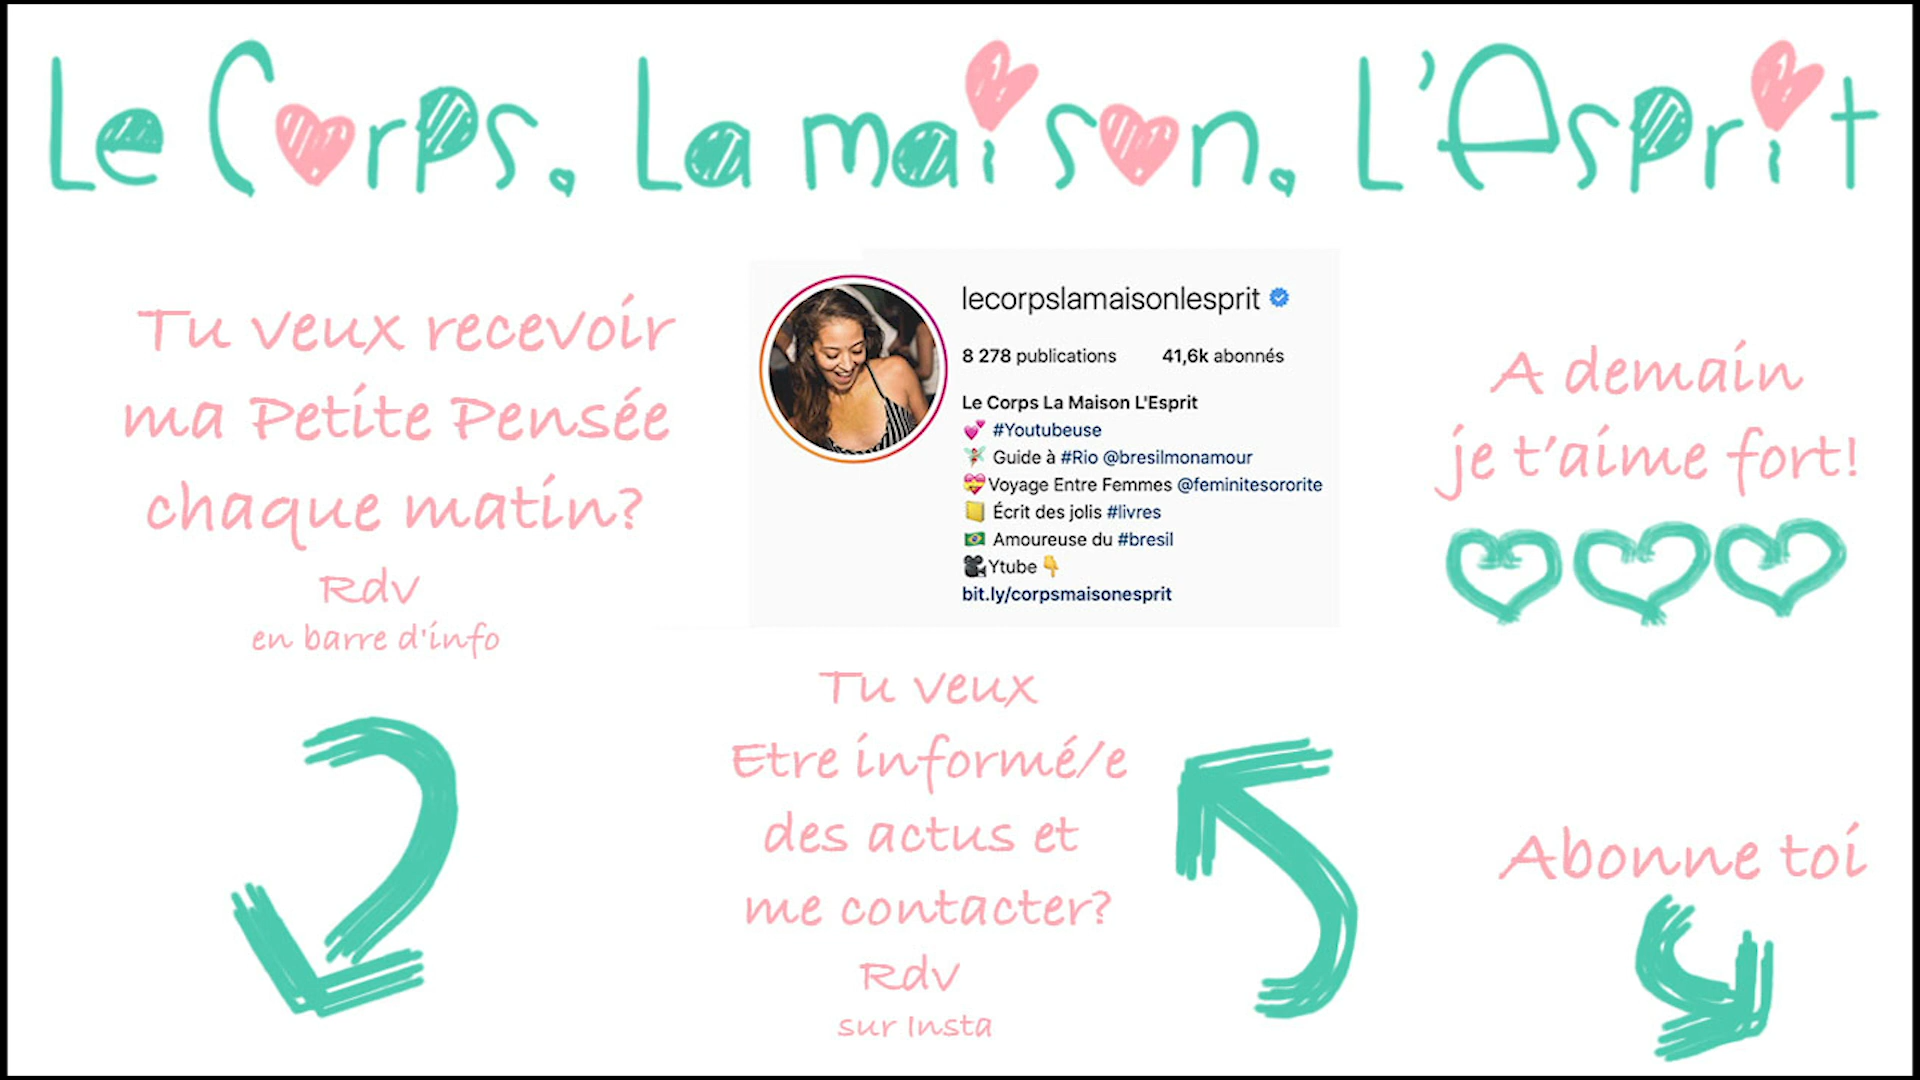 Le Corps. La maison. L'Esprit
Tu veux recevoir
ma Petite Pensée
chaque matin?
Rdv
en barre d'info
lecorpslamaisonlesprit
8 278 publications 41,6k abonnés
Le Corps La Maison L'Esprit
💕 #Youtubeuse
🧚 Guide à #Rio @bresilmonamour
💝Voyage Entre Femmes @feminitesororite
📒 Écrit des jolis #livres
🇧🇷 Amoureuse du #bresil
🎥Ytube👇
bit.ly/corpsmaisonesprit
A demain
je t'aime fort!
Tu veux
Etre informé/e
des actus et
me contacter?
Rdv
sur Insta
Abonne toi